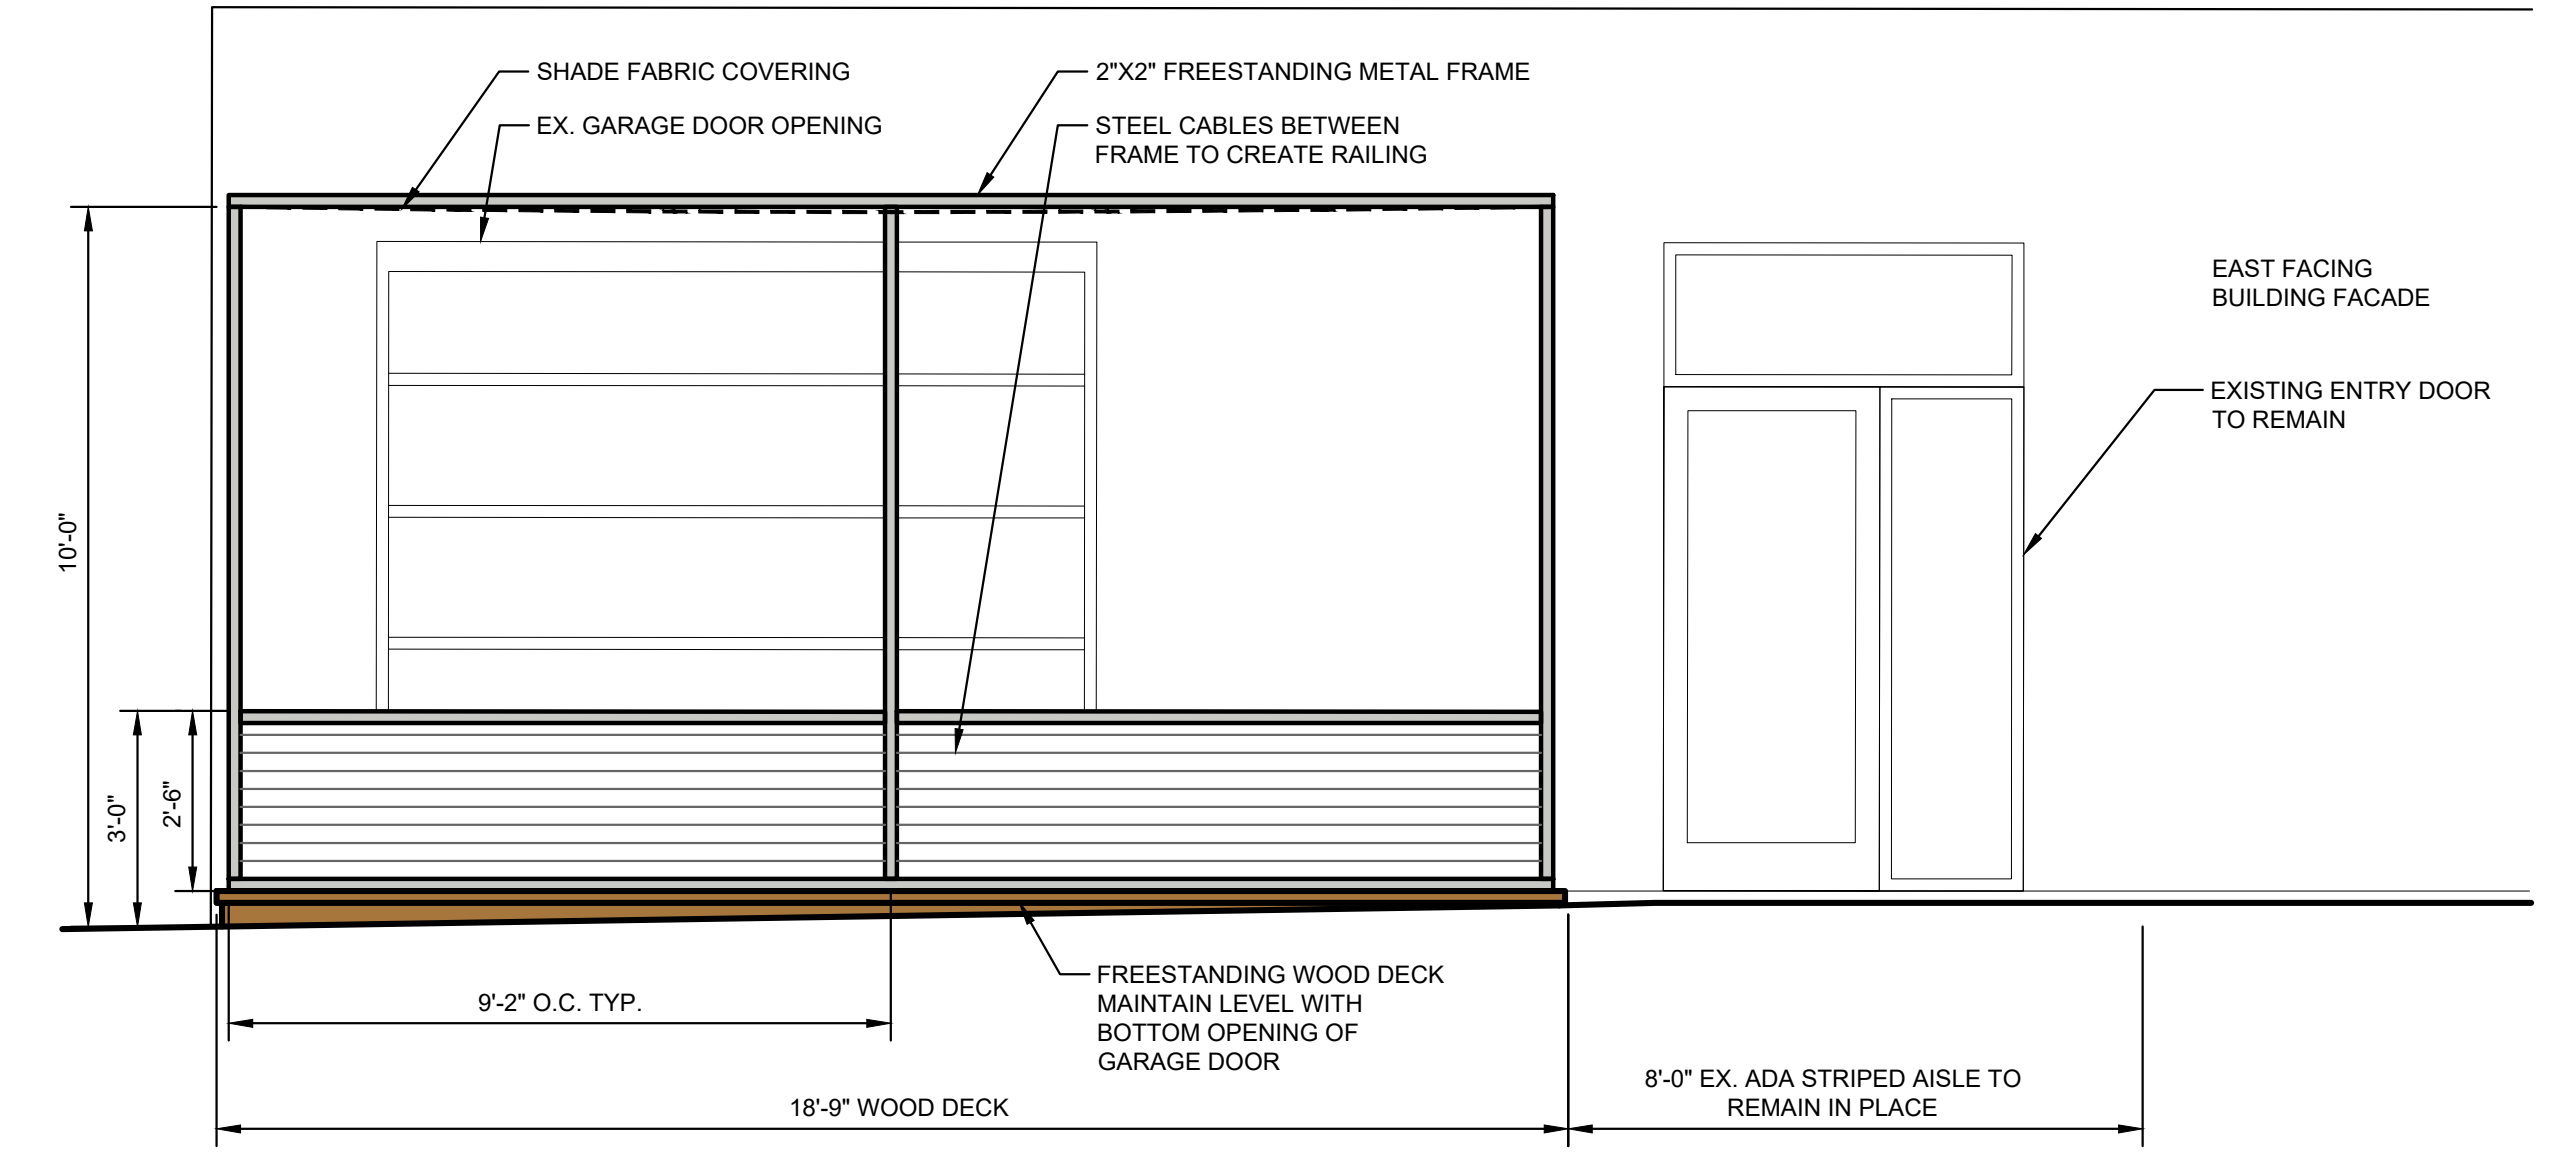 SHADE FABRIC COVERING
EX. GARAGE DOOR OPENING
2"X2" FREESTANDING METAL FRAME
STEEL CABLES BETWEEN
FRAME TO CREATE RAILING
EAST FACING
BUILDING FACADE
EXISTING ENTRY DOOR
TO REMAIN
10'-0"
3'-0"
2'-6"
9'-2" O.C. TYP.
FREESTANDING WOOD DECK
MAINTAIN LEVEL WITH
BOTTOM OPENING OF
GARAGE DOOR
18'-9" WOOD DECK
8'-0" EX. ADA STRIPED AISLE TO
REMAIN IN PLACE